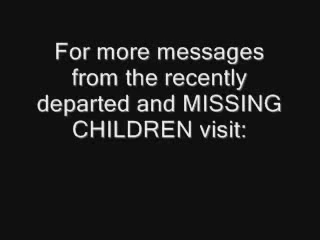 For more messages
from the recently
departed and MISSING
CHILDREN visit: